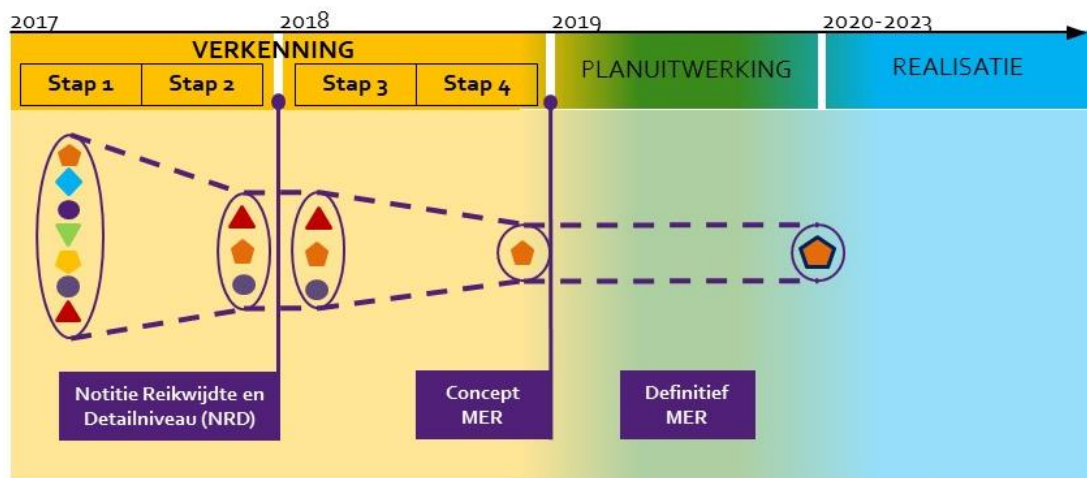 2017 2018 2019 2020-2023
VERKENNING
PLANUITWERKING REALISATIE
Stap 1 Stap 2 Stap 3 Stap 4
Notitie Reikwijdte en
Detailniveau (NRD)
Concept
MER
Definitief
MER